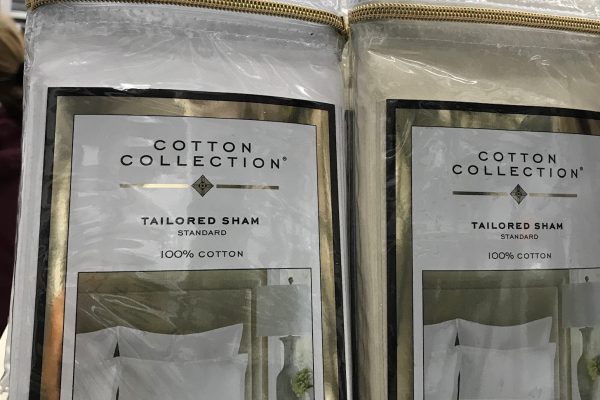 COTTON
COLLECTION®
TAILORED SHAM
STANDARD
100% COTTON
COTTON
COLLECTION®
TAILORED SHAM
STANDARD
100% COTTON